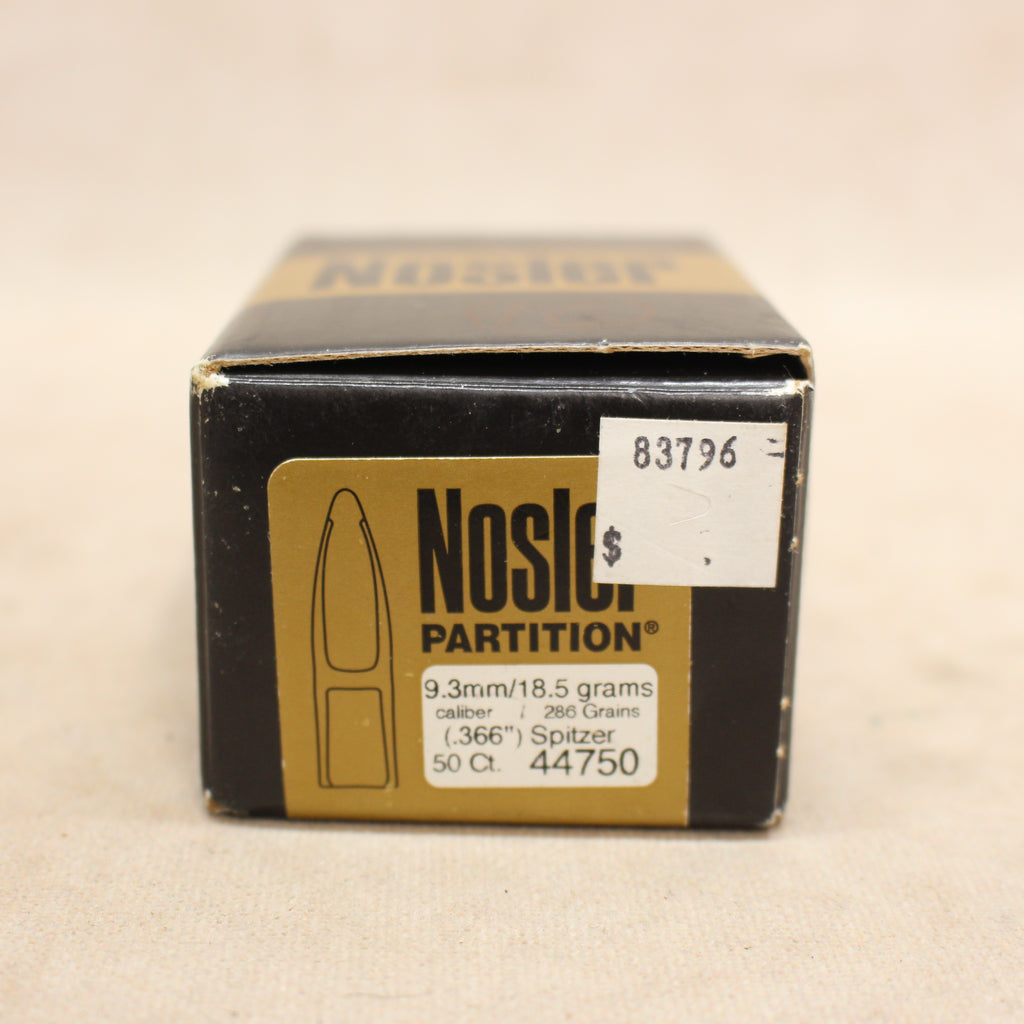 Nosler
83796
$ .
Nosler
PARTITION®
9.3mm/18.5 grams
caliber / 286 Grains
(.366") Spitzer
50 Ct. 44750